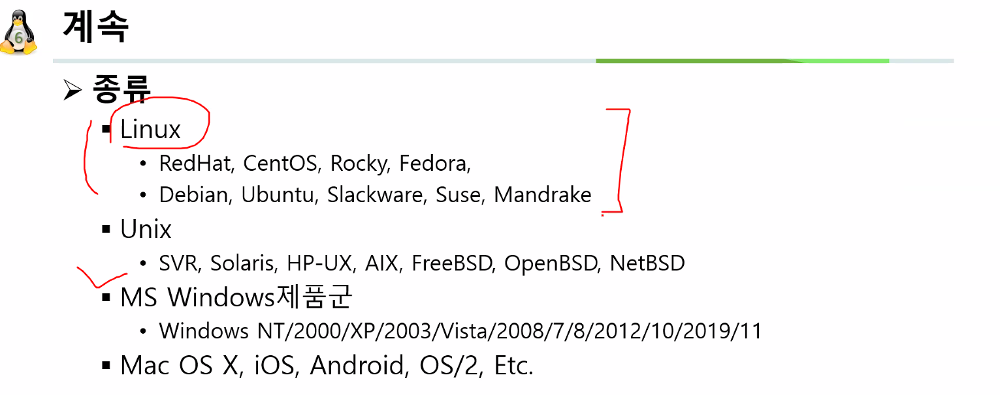 6
계속
종류
Linux
RedHat, CentOS, Rocky, Fedora,
Debian, Ubuntu, Slackware, Suse, Mandrake
Unix
SVR, Solaris, HP-UX, AIX, FreeBSD, OpenBSD, NetBSD
MS Windows제품군
Windows NT/2000/XP/2003/Vista/2008/7/8/2012/10/2019/11
Mac OS X, iOS, Android, OS/2, Etc.